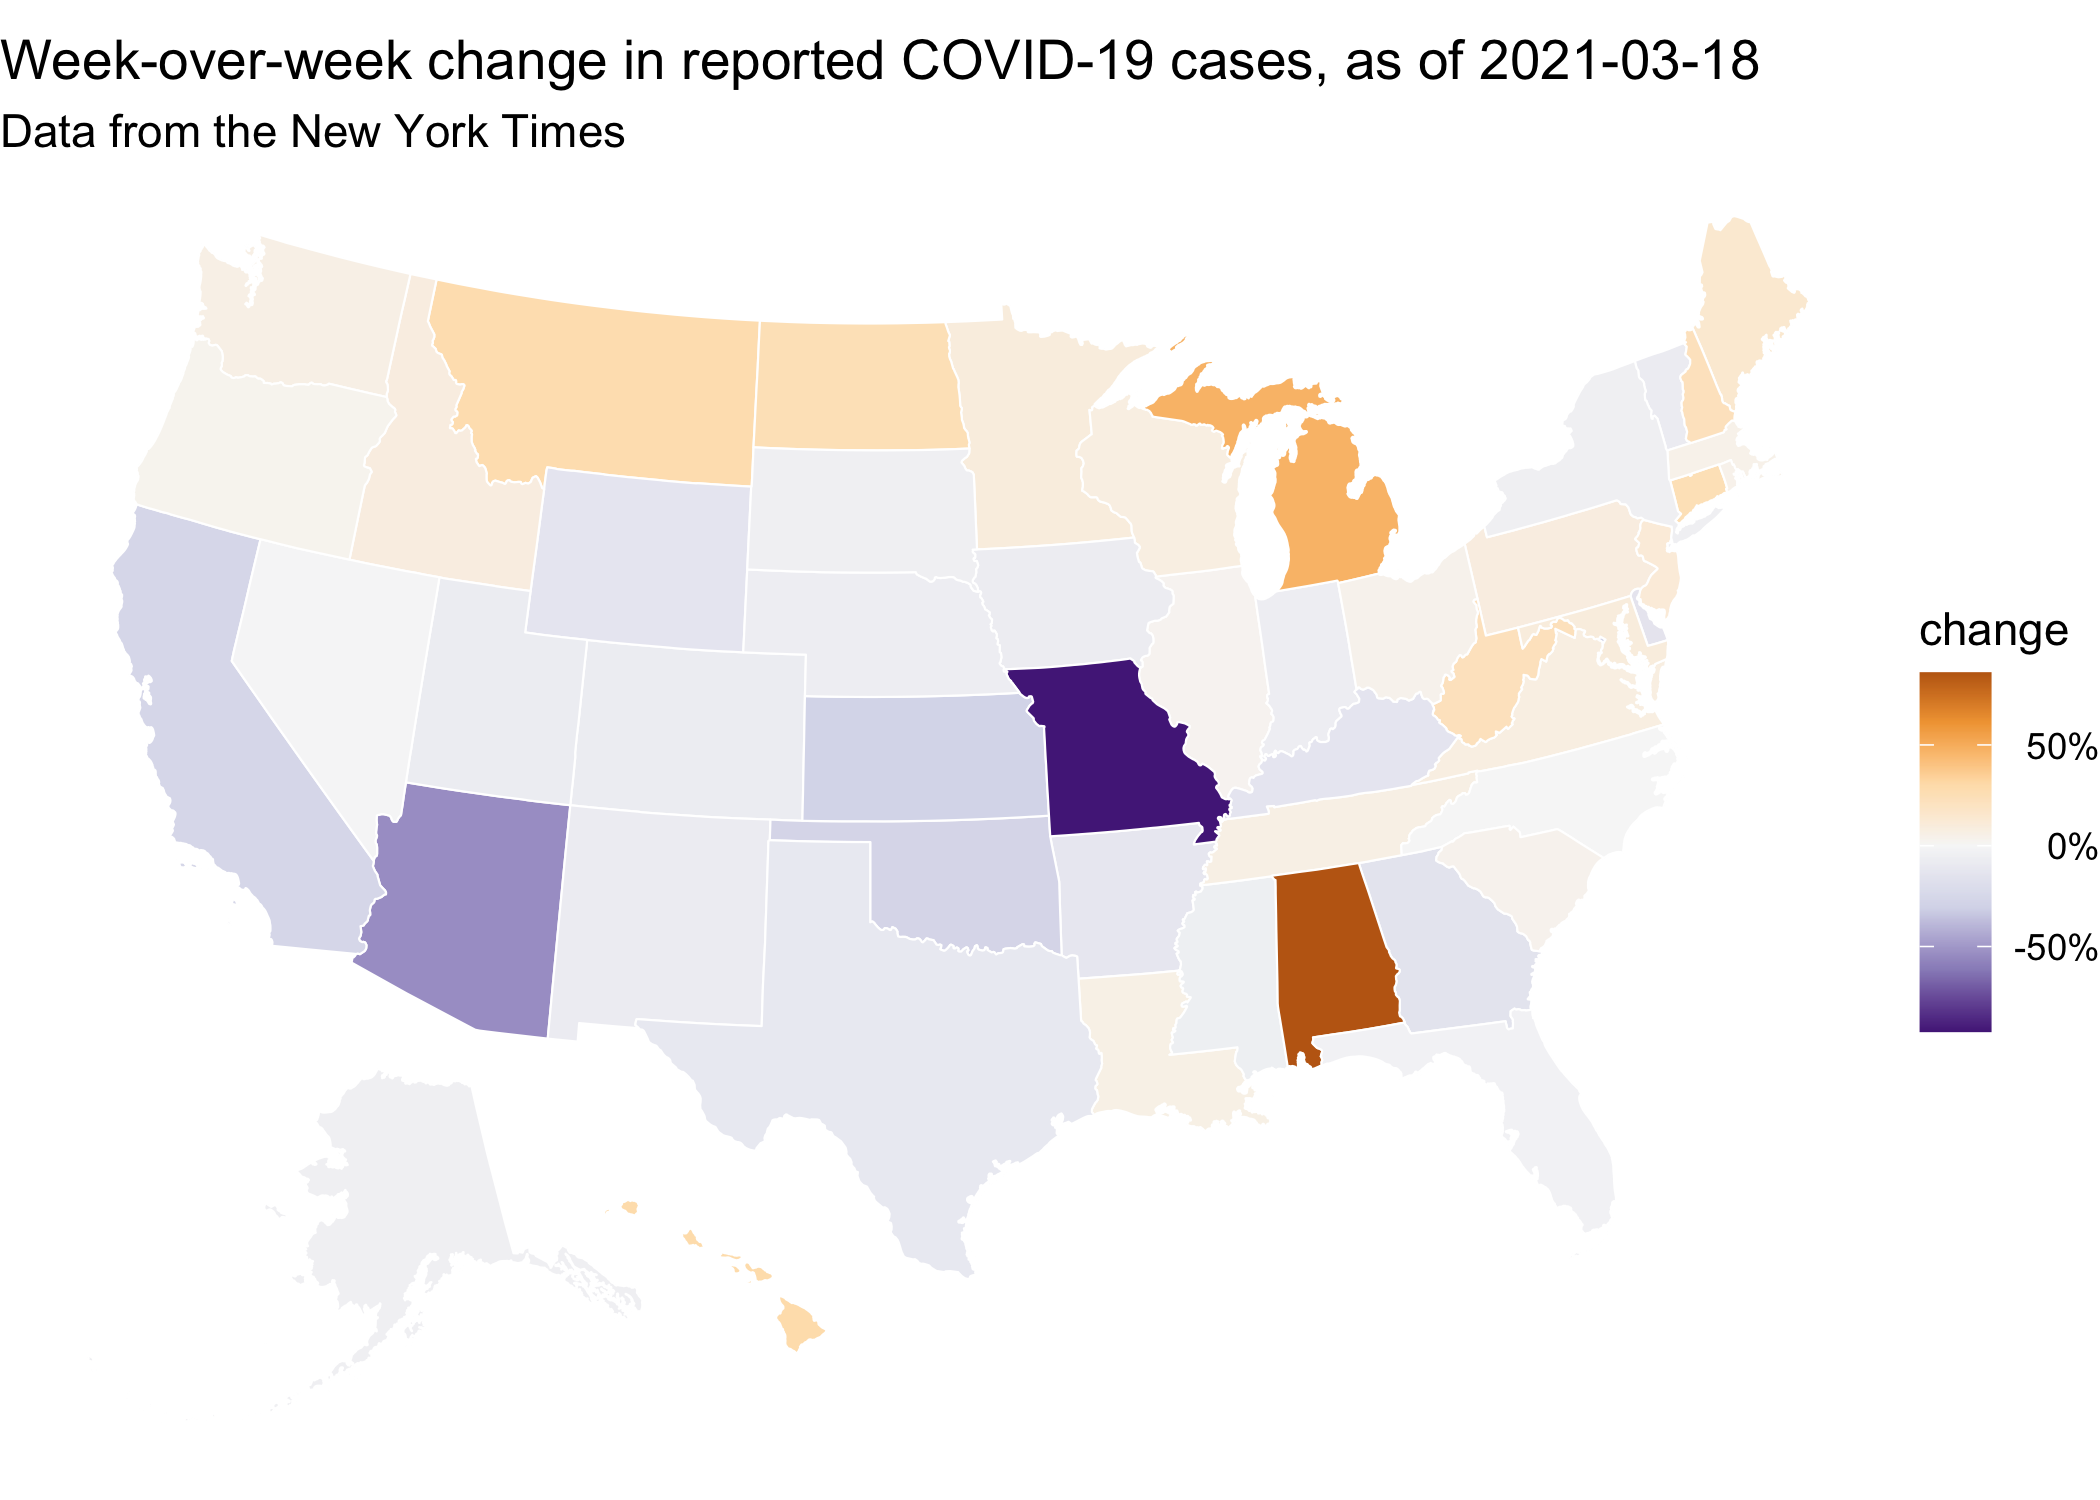 Week-over-week change in reported COVID-19 cases, as of 2021-03-18
Data from the New York Times
change
50%
0%
-50%